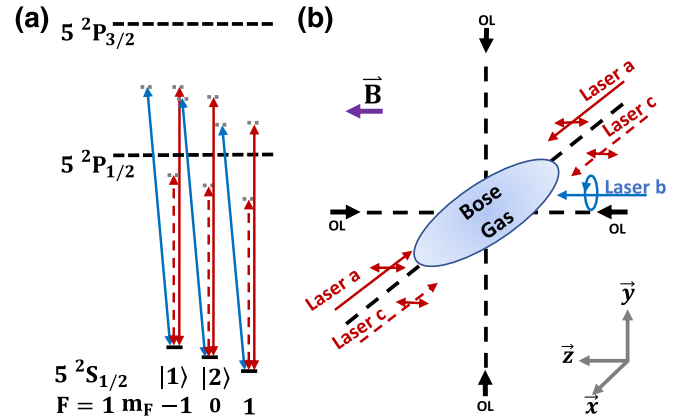 (a)
5 ²P₃/₂
5 ²P₁/₂
5 ²S₁/₂ |1⟩ |2⟩
F = 1 m_F −1 0 1
(b)
OL
B⃗
Laser a
Laser c
Laser b
Bose
Gas
OL
OL
Laser a
Laser c
OL
y⃗
z⃗
x⃗